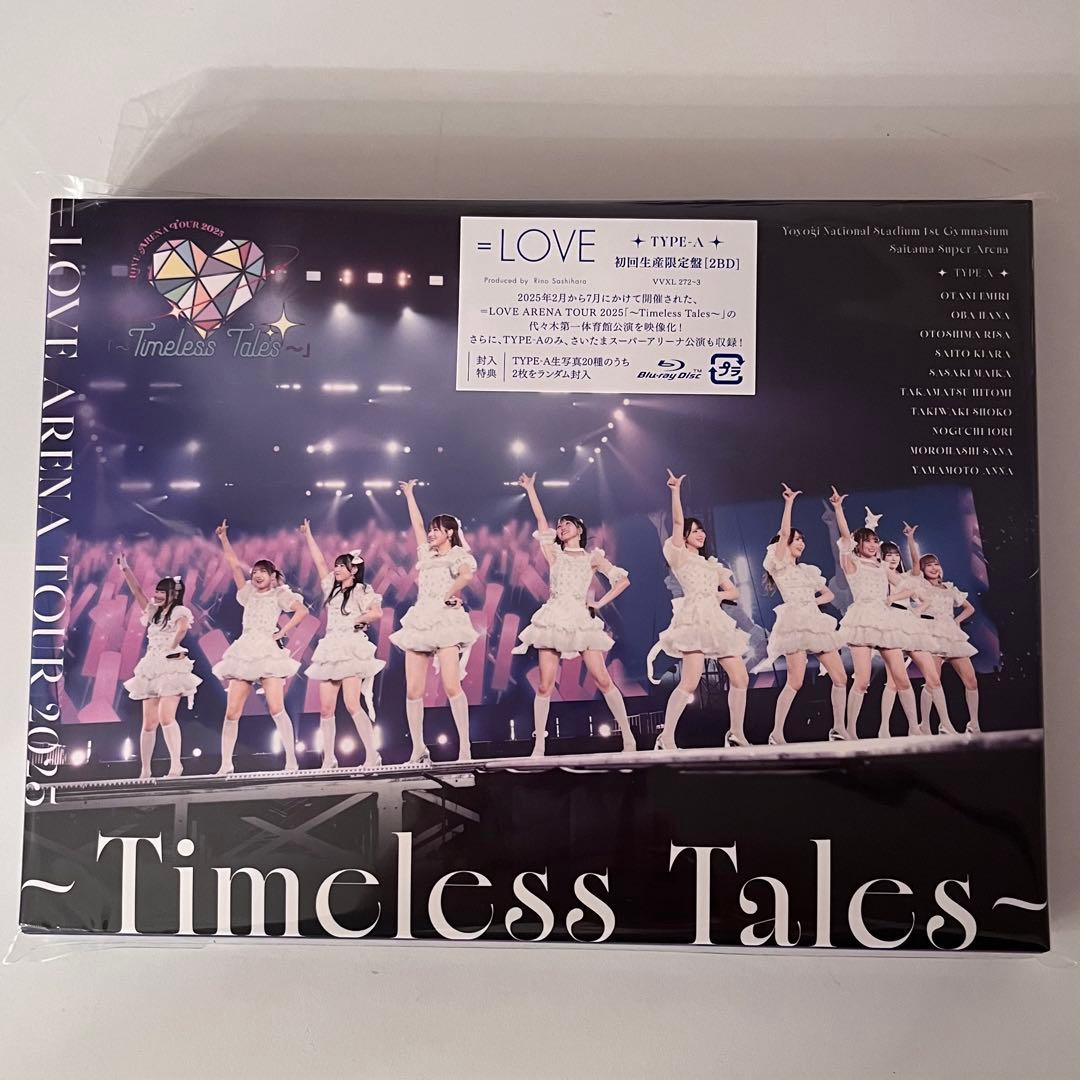 =LOVE ARENA TOUR 2025
=LOVE ARENA TOUR 2025
「~Timeless Tales~」
=LOVE
Produced by Rino Sashihara
TYPE-A
初回生産限定盤[2BD]
VVXL 272~3
2025年2月から7月にかけて開催された、
=LOVE ARENA TOUR 2025「~Timeless Tales~」の
代々木第一体育館公演を映像化!
さらに、TYPE-Aのみ、さいたまスーパーアリーナ公演も収録!
封入特典
TYPE-A生写真20種のうち
2枚をランダム封入
Blu-ray Disc™
プラ
Yoyogi National Stadium 1st Gymnasium
Saitama Super Arena
TYPE-A
OTANI EMIRI
OBA HANA
OTOSHIMA RISA
SAITO KIARA
SASAKI MAIKA
TAKAMATSU HITOMI
TAKIWAKI SHOKO
NOGUCHI IORI
MOROHASHI SANA
YAMAMOTO ANNA
~Timeless Tales~